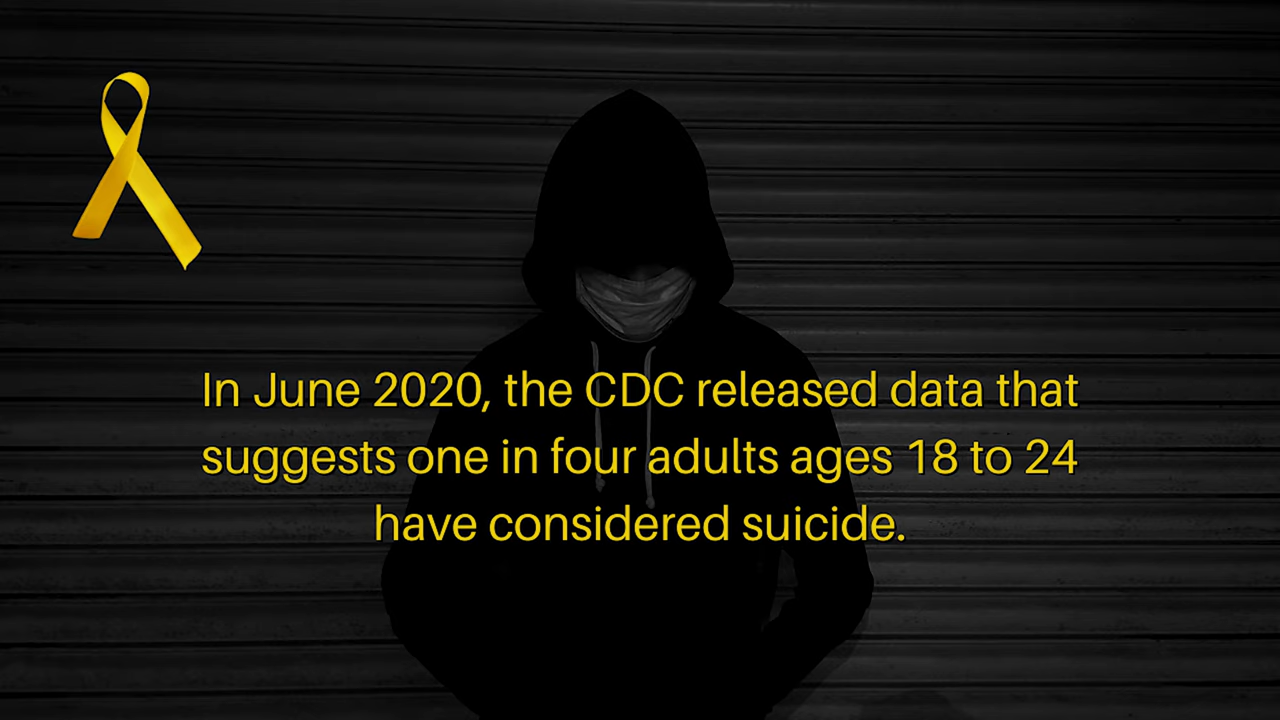 In June 2020, the CDC released data that
suggests one in four adults ages 18 to 24
have considered suicide.